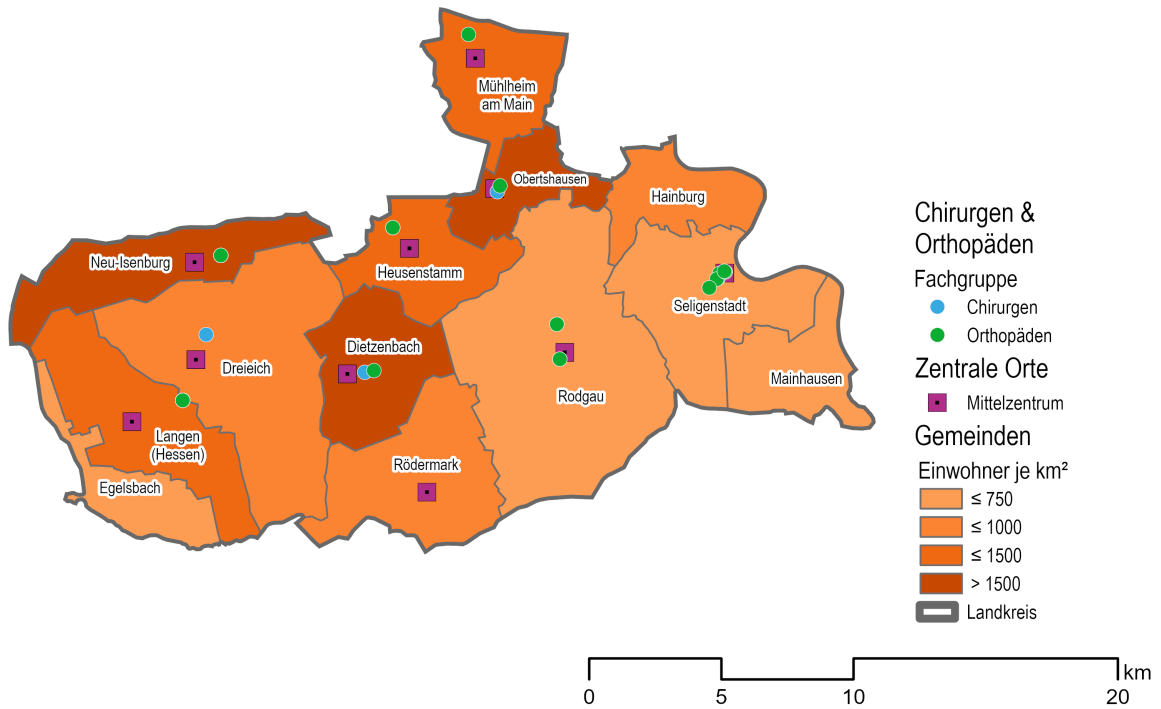 Mühlheim
am Main
Obertshausen
Hainburg
Neu-Isenburg
Heusenstamm
Seligenstadt
Dietzenbach
Dreieich
Mainhausen
Rodgau
Langen
(Hessen)
Rödermark
Egelsbach
Chirurgen &
Orthopäden
Fachgruppe
Chirurgen
Orthopäden
Zentrale Orte
Mittelzentrum
Gemeinden
Einwohner je km²
≤ 750
≤ 1000
≤ 1500
> 1500
Landkreis
km
0 5 10 20